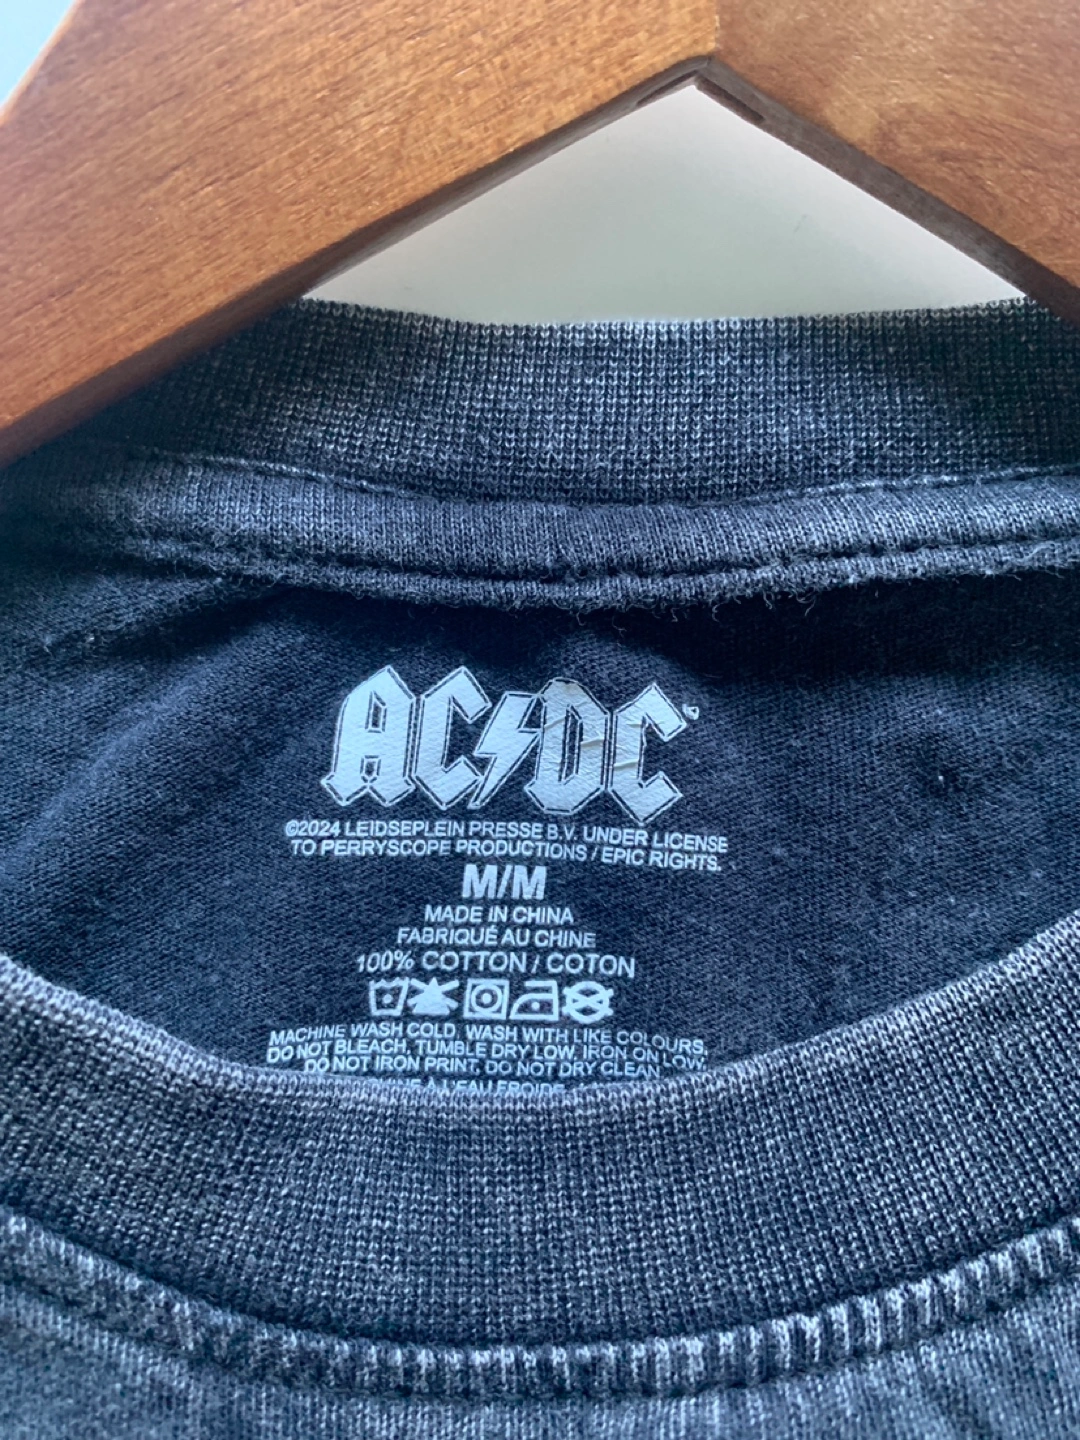 AC⚡DC®
©2024 LEIDSEPLEIN PRESSE B.V. UNDER LICENSE
TO PERRYSCOPE PRODUCTIONS / EPIC RIGHTS.
M/M
MADE IN CHINA
FABRIQUÉ AU CHINE
100% COTTON / COTON
MACHINE WASH COLD, WASH WITH LIKE COLOURS,
DO NOT BLEACH, TUMBLE DRY LOW, IRON ON LOW,
DO NOT IRON PRINT, DO NOT DRY CLEAN
À L'EAU FROIDE